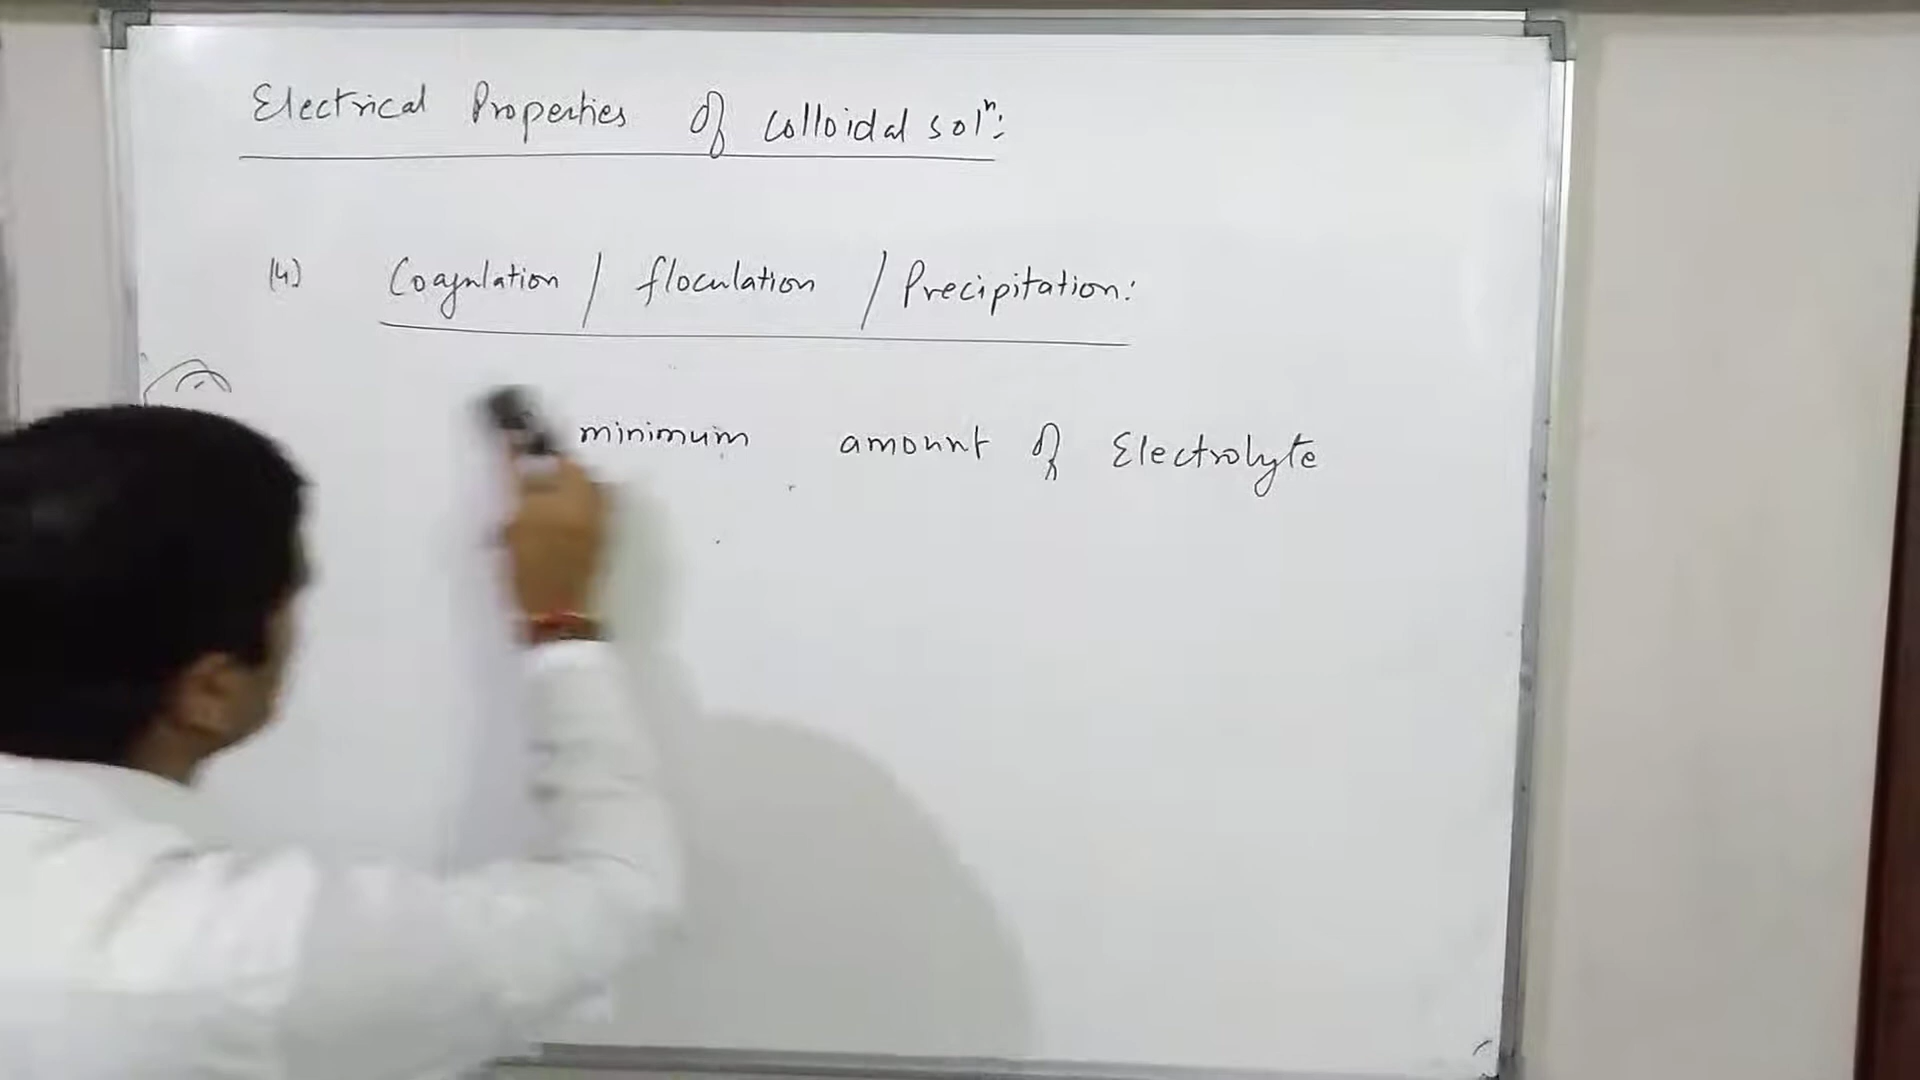 Electrical Properties of colloidal solⁿ:
(4) Coagulation / floculation / Precipitation:
minimum amount of Electrolyte